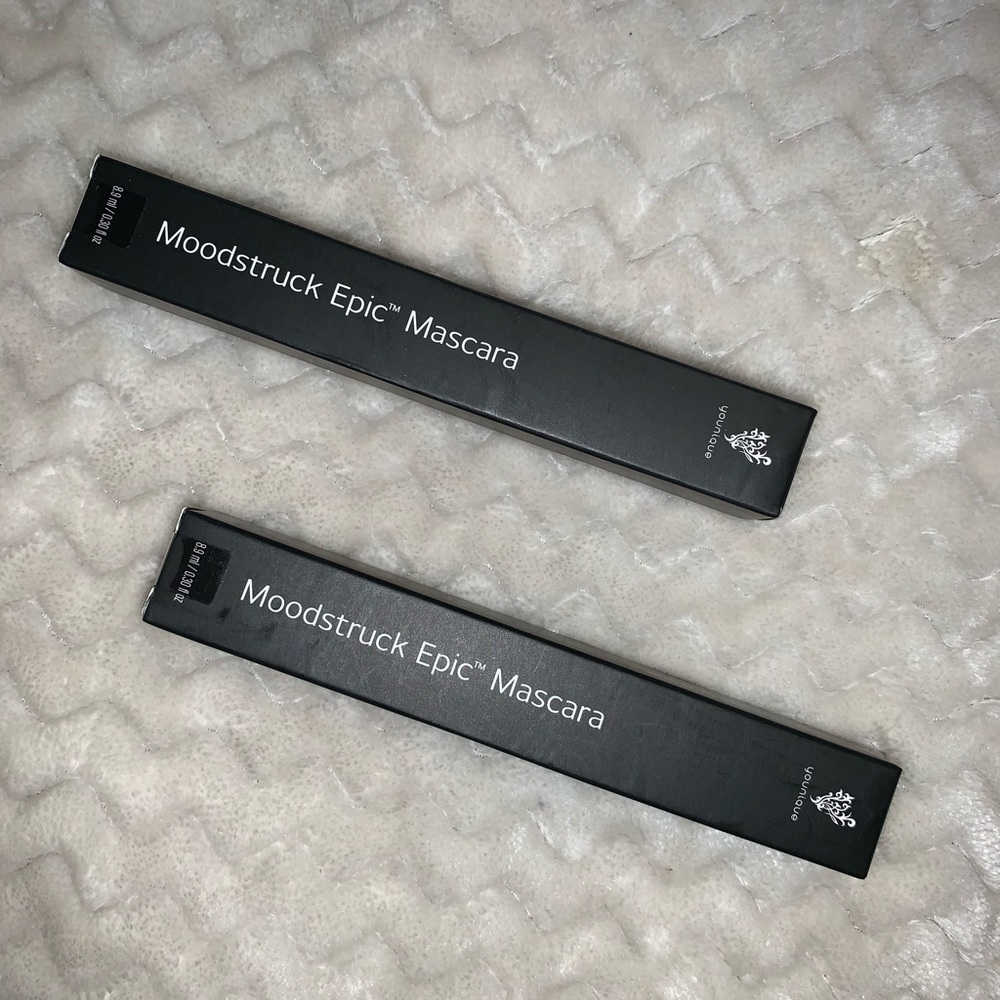 8.9 ml / 0.30 fl oz
Moodstruck Epic™ Mascara
younique
8.9 ml / 0.30 fl oz
Moodstruck Epic™ Mascara
younique